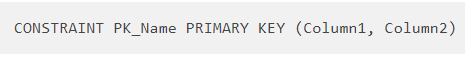 CONSTRAINT PK_Name PRIMARY KEY (Column1, Column2)